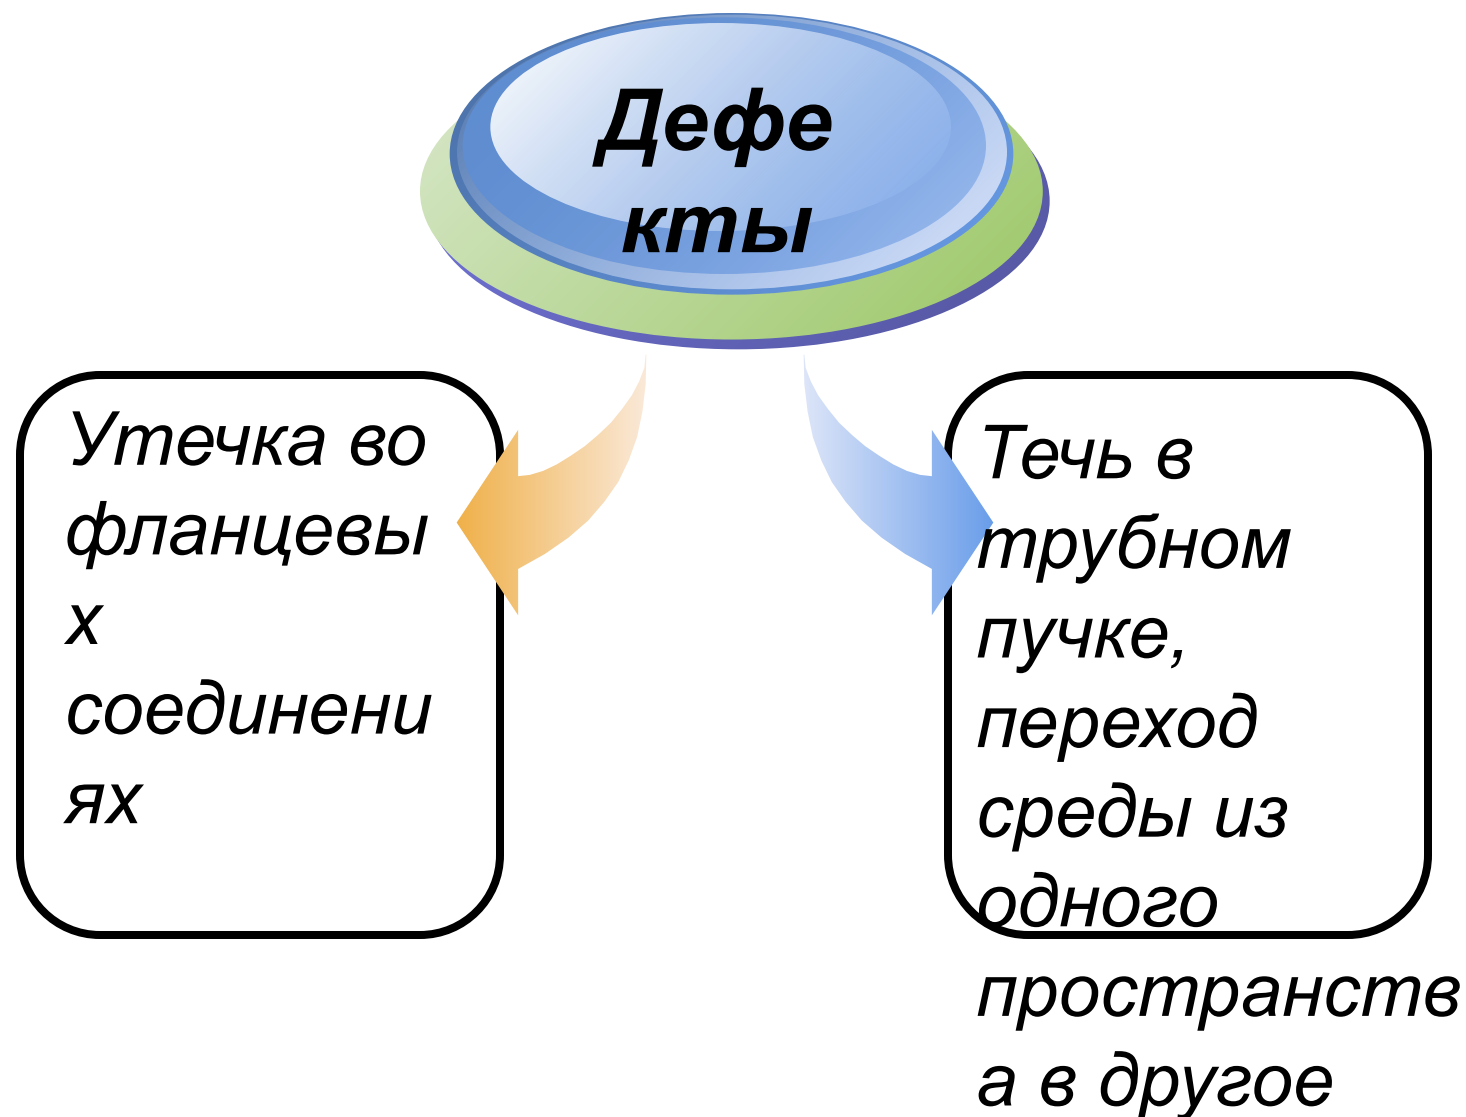 Дефе
кты
Утечка во
фланцевы
х
соединени
ях
Течь в
трубном
пучке,
переход
среды из
одного
пространств
а в другое